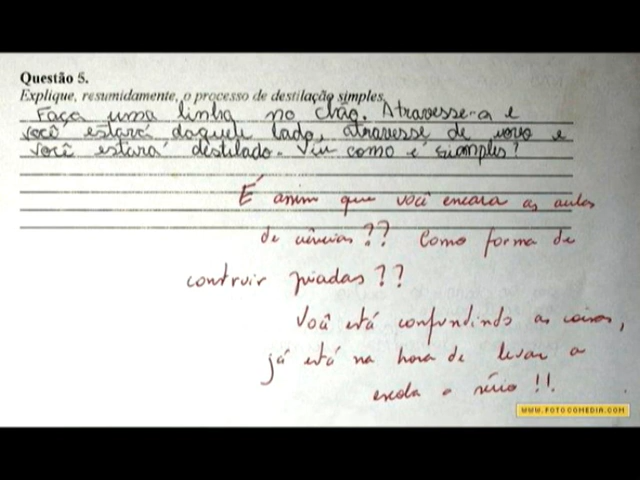 Questão 5.
Explique, resumidamente, o processo de destilação simples.
Faça uma linha no chão. Atravesse-a e
você estará daquele lado, atravesse de novo e
você estará destilado. Viu como é simples?
É assim que você encara as aulas
de ciências?? Como forma de
construir piadas??
Você está confundindo as coisas,
já está na hora de levar a
escola a sério!!
WWW.FOTOCOMEDIA.COM